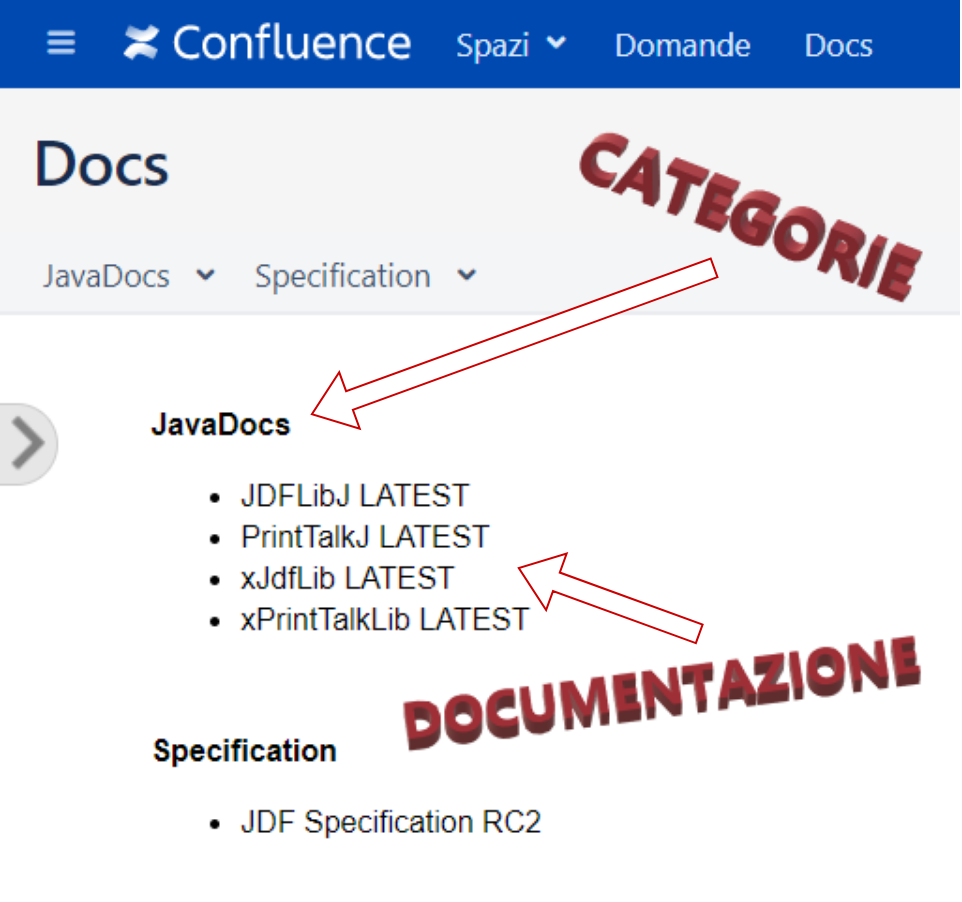 Confluence Spazi Domande Docs
Docs
CATEGORIE
JavaDocs Specification
JavaDocs
• JDFLibJ LATEST
• PrintTalkJ LATEST
• xJdfLib LATEST
• xPrintTalkLib LATEST
DOCUMENTAZIONE
Specification
• JDF Specification RC2